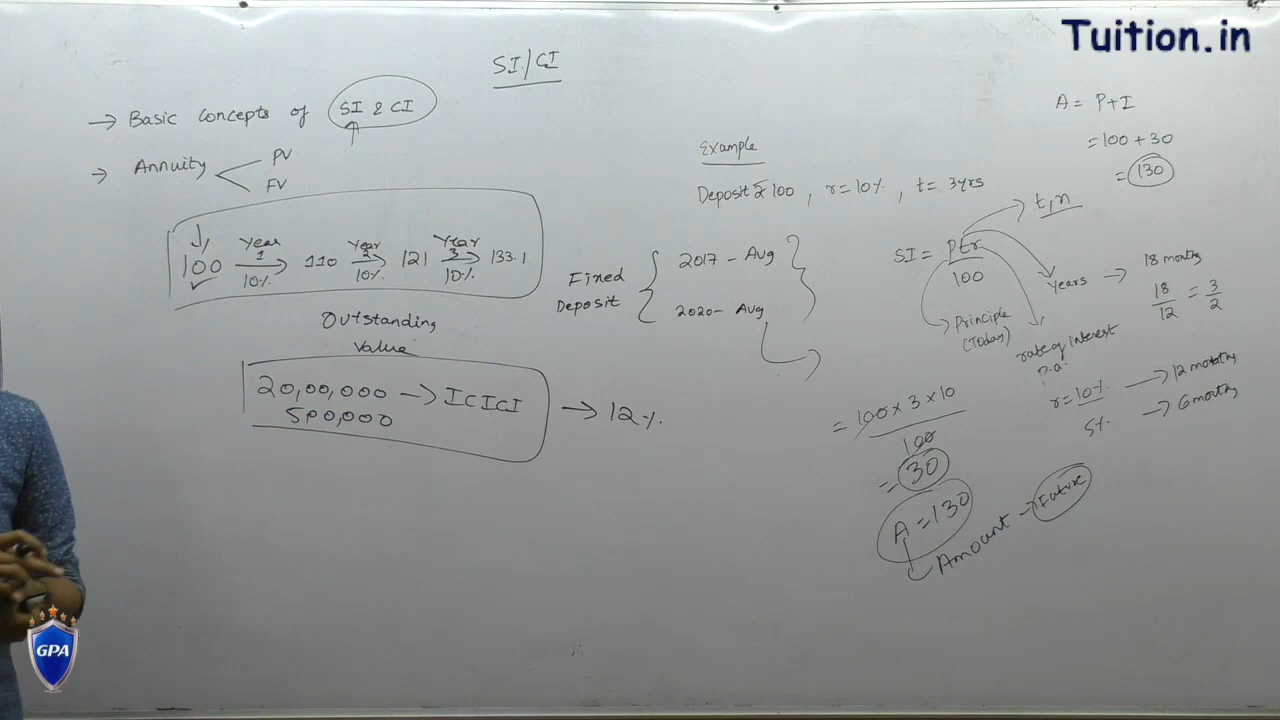 Tuition.in
SI/CI
→ Basic Concepts of SI & CI
→ Annuity
PV
FV
100 Year 1 10% → 110 Year 2 10% → 121 Year 3 10% → 133.1
Outstanding
Value
20,00,000 → ICICI
500,000
→ 12%
Fixed
Deposit
2017 - Aug
2020- Aug
Example
Deposit ₹ 100 , r=10% , t= 3yrs
A = P+I
= 100 + 30
= 130
SI = Ptr
100
t,n
Years → 18 months
18/12 = 3/2
Principle
(Today)
rate of interest
p.a.
r=10% → 12 months
5% → 6 months
= 100 × 3 × 10
100
= 30
A = 130
Amount → Future
GPA